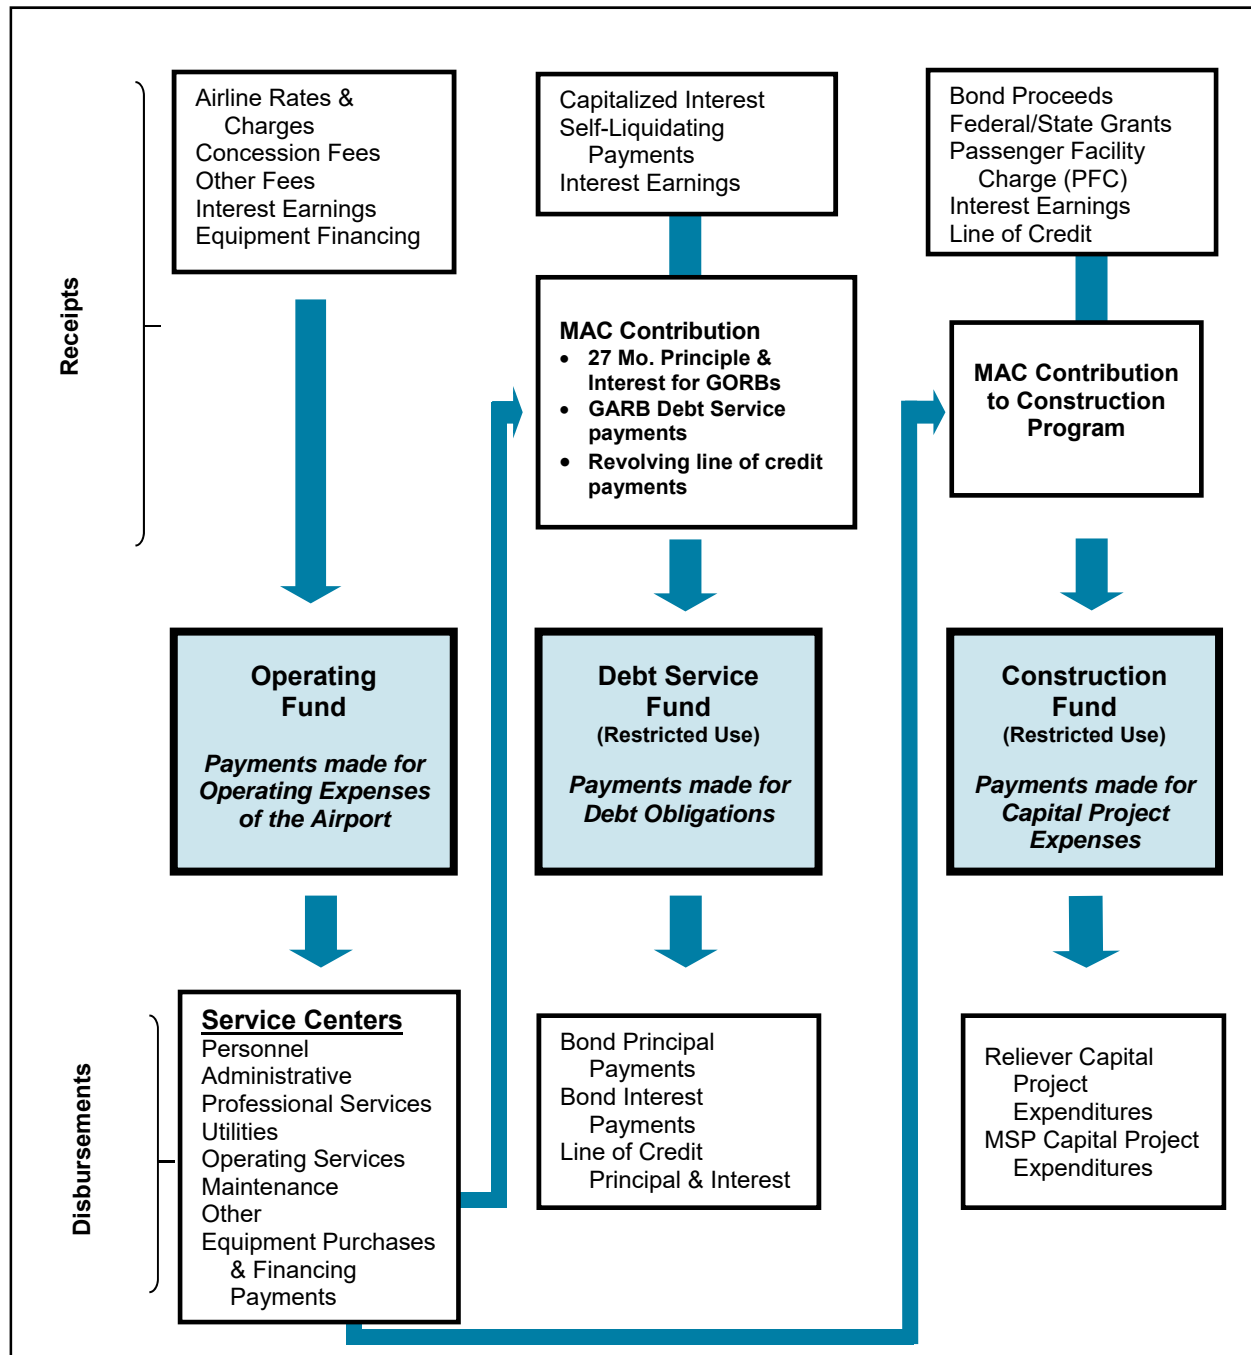 Receipts
Airline Rates &
Charges
Concession Fees
Other Fees
Interest Earnings
Equipment Financing
Capitalized Interest
Self-Liquidating
Payments
Interest Earnings
Bond Proceeds
Federal/State Grants
Passenger Facility
Charge (PFC)
Interest Earnings
Line of Credit
MAC Contribution
• 27 Mo. Principle &
Interest for GORBs
• GARB Debt Service
payments
• Revolving line of credit
payments
MAC Contribution
to Construction
Program
Operating
Fund
Payments made for
Operating Expenses
of the Airport
Debt Service
Fund
(Restricted Use)
Payments made for
Debt Obligations
Construction
Fund
(Restricted Use)
Payments made for
Capital Project
Expenses
Disbursements
Service Centers
Personnel
Administrative
Professional Services
Utilities
Operating Services
Maintenance
Other
Equipment Purchases
& Financing
Payments
Bond Principal
Payments
Bond Interest
Payments
Line of Credit
Principal & Interest
Reliever Capital
Project
Expenditures
MSP Capital Project
Expenditures